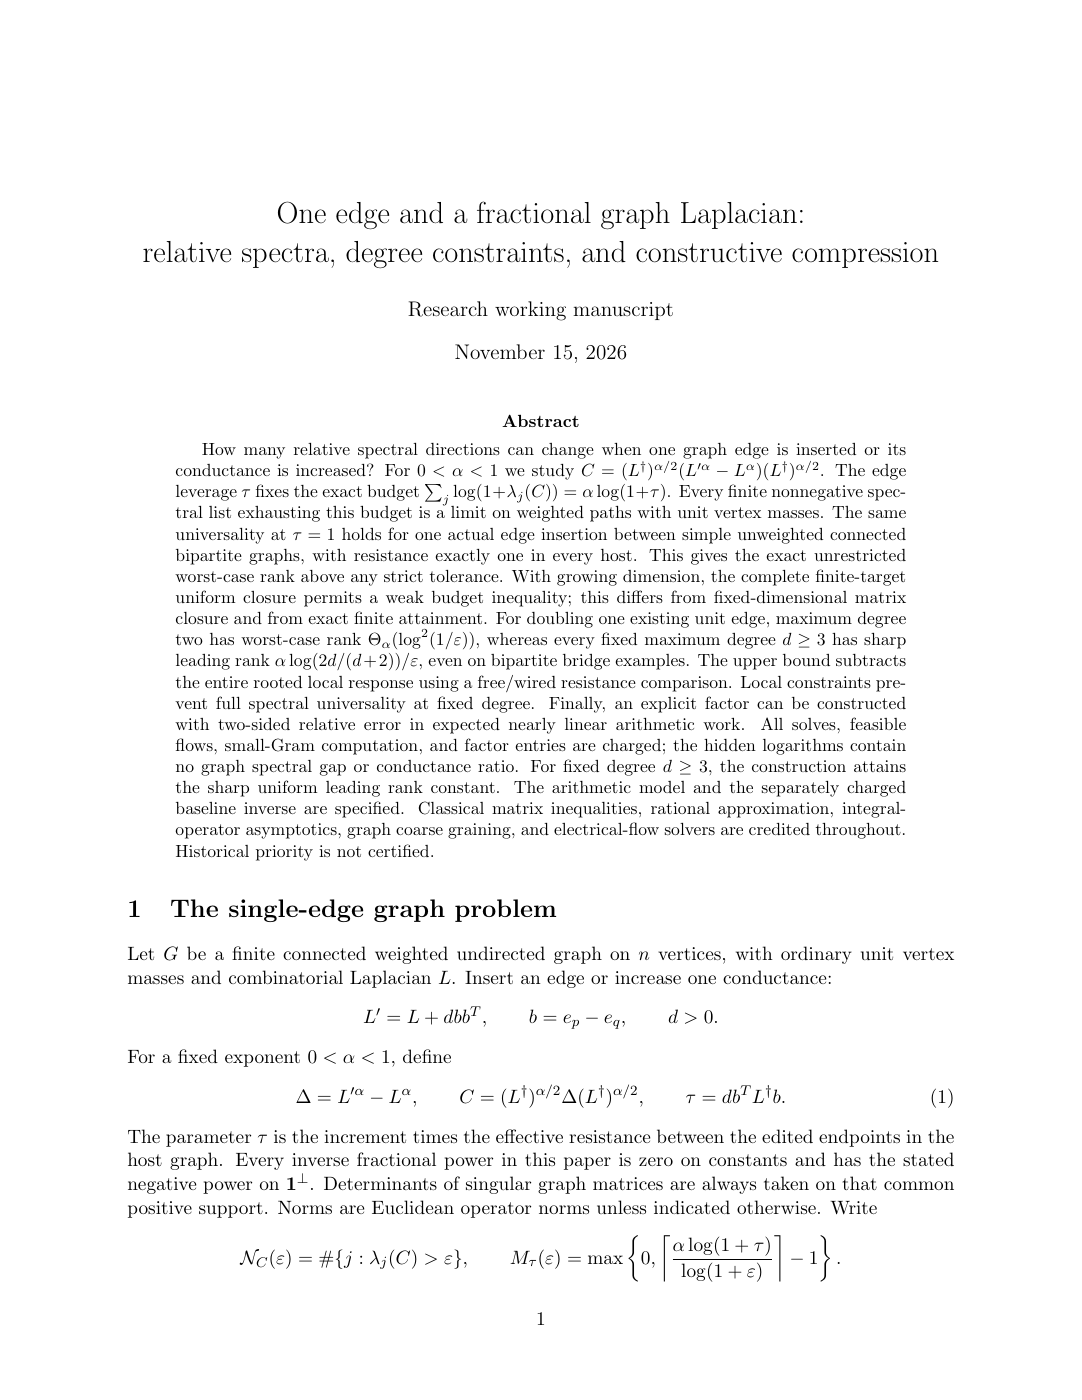 One edge and a fractional graph Laplacian:
relative spectra, degree constraints, and constructive compression
Research working manuscript
November 15, 2026
Abstract
How many relative spectral directions can change when one graph edge is inserted or its
conductance is increased? For 0 < α < 1 we study C = (L†)^{α/2}(L′^α − L^α)(L†)^{α/2}. The edge
leverage τ fixes the exact budget ∑_j log(1+λ_j(C)) = α log(1+τ). Every finite nonnegative spec-
tral list exhausting this budget is a limit on weighted paths with unit vertex masses. The same
universality at τ = 1 holds for one actual edge insertion between simple unweighted connected
bipartite graphs, with resistance exactly one in every host. This gives the exact unrestricted
worst-case rank above any strict tolerance. With growing dimension, the complete finite-target
uniform closure permits a weak budget inequality; this differs from fixed-dimensional matrix
closure and from exact finite attainment. For doubling one existing unit edge, maximum degree
two has worst-case rank Θ_α(log²(1/ε)), whereas every fixed maximum degree d ≥ 3 has sharp
leading rank α log(2d/(d+2))/ε, even on bipartite bridge examples. The upper bound subtracts
the entire rooted local response using a free/wired resistance comparison. Local constraints pre-
vent full spectral universality at fixed degree. Finally, an explicit factor can be constructed
with two-sided relative error in expected nearly linear arithmetic work. All solves, feasible
flows, small-Gram computation, and factor entries are charged; the hidden logarithms contain
no graph spectral gap or conductance ratio. For fixed degree d ≥ 3, the construction attains
the sharp uniform leading rank constant. The arithmetic model and the separately charged
baseline inverse are specified. Classical matrix inequalities, rational approximation, integral-
operator asymptotics, graph coarse graining, and electrical-flow solvers are credited throughout.
Historical priority is not certified.
1 The single-edge graph problem
Let G be a finite connected weighted undirected graph on n vertices, with ordinary unit vertex
masses and combinatorial Laplacian L. Insert an edge or increase one conductance:
L′ = L + dbb^T, b = e_p − e_q, d > 0.
For a fixed exponent 0 < α < 1, define
Δ = L′^α − L^α, C = (L†)^{α/2}Δ(L†)^{α/2}, τ = db^T L†b. (1)
The parameter τ is the increment times the effective resistance between the edited endpoints in the
host graph. Every inverse fractional power in this paper is zero on constants and has the stated
negative power on 1^⊥. Determinants of singular graph matrices are always taken on that common
positive support. Norms are Euclidean operator norms unless indicated otherwise. Write
𝒩_C(ε) = #{j : λ_j(C) > ε}, M_τ(ε) = max{0, ⌈α log(1 + τ)/log(1 + ε)⌉ − 1}.
1